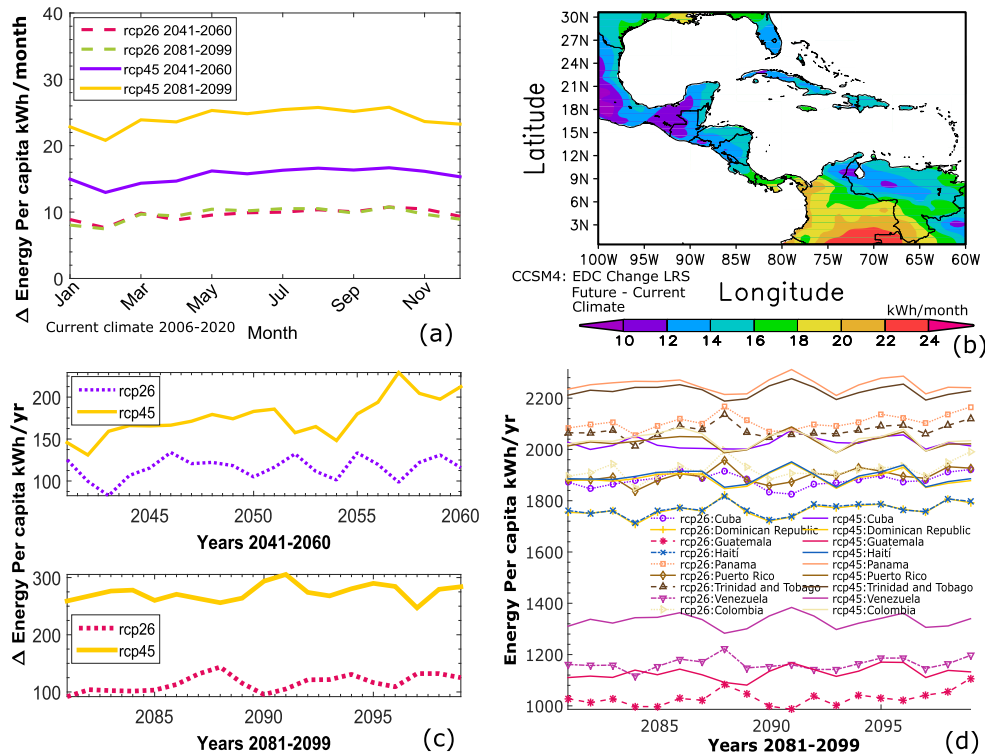 Δ Energy Per capita kWh/month
40
30
20
10
0
rcp26 2041-2060
rcp26 2081-2099
rcp45 2041-2060
rcp45 2081-2099
Jan Mar May Jul Sep Nov
Current climate 2006-2020
Month
(a)
Latitude
30N
27N
24N
21N
18N
15N
12N
9N
6N
3N
100W 95W 90W 85W 80W 75W 70W 65W 60W
CCSM4: EDC Change LRS
Future - Current
Climate
Longitude
kWh/month
10 12 14 16 18 20 22 24
(b)
Δ Energy Per capita kWh/yr
200
150
100
rcp26
rcp45
2045 2050 2055 2060
Years 2041-2060
300
200
100
rcp26
rcp45
2085 2090 2095
Years 2081-2099
(c)
Energy Per capita kWh/yr
2200
2000
1800
1600
1400
1200
1000
rcp26:Cuba
rcp26:Dominican Republic
rcp26:Guatemala
rcp26:Haití
rcp26:Panama
rcp26:Puerto Rico
rcp26:Trinidad and Tobago
rcp26:Venezuela
rcp26:Colombia
rcp45:Cuba
rcp45:Dominican Republic
rcp45:Guatemala
rcp45:Haití
rcp45:Panama
rcp45:Puerto Rico
rcp45:Trinidad and Tobago
rcp45:Venezuela
rcp45:Colombia
2085 2090 2095
Years 2081-2099
(d)